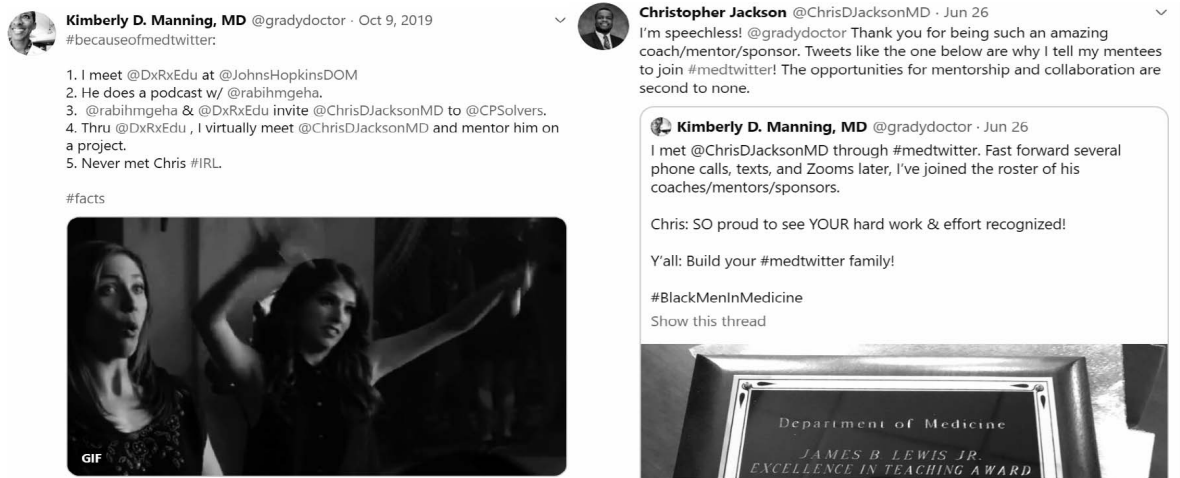 Kimberly D. Manning, MD @gradydoctor · Oct 9, 2019
#becauseofmedtwitter:
1. I meet @DxRxEdu at @JohnsHopkinsDOM
2. He does a podcast w/ @rabihmgeha.
3. @rabihmgeha & @DxRxEdu invite @ChrisDJacksonMD to @CPSolvers.
4. Thru @DxRxEdu , I virtually meet @ChrisDJacksonMD and mentor him on
a project.
5. Never met Chris #IRL.
#facts
GIF
Christopher Jackson @ChrisDJacksonMD · Jun 26
I'm speechless! @gradydoctor Thank you for being such an amazing
coach/mentor/sponsor. Tweets like the one below are why I tell my mentees
to join #medtwitter! The opportunities for mentorship and collaboration are
second to none.
Kimberly D. Manning, MD @gradydoctor · Jun 26
I met @ChrisDJacksonMD through #medtwitter. Fast forward several
phone calls, texts, and Zooms later, I've joined the roster of his
coaches/mentors/sponsors.
Chris: SO proud to see YOUR hard work & effort recognized!
Y'all: Build your #medtwitter family!
#BlackMenInMedicine
Show this thread
Department of Medicine
JAMES B LEWIS JR.
EXCELLENCE IN TEACHING AWARD